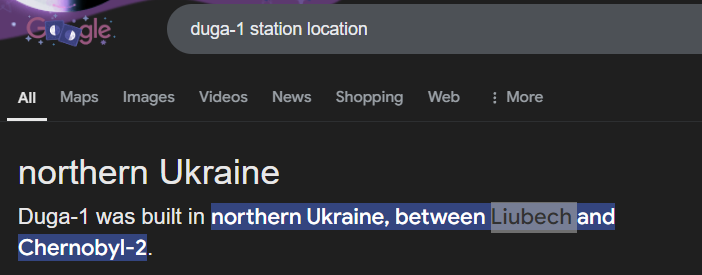 Google
duga-1 station location
All Maps Images Videos News Shopping Web More
northern Ukraine
Duga-1 was built in northern Ukraine, between Liubech and
Chernobyl-2.